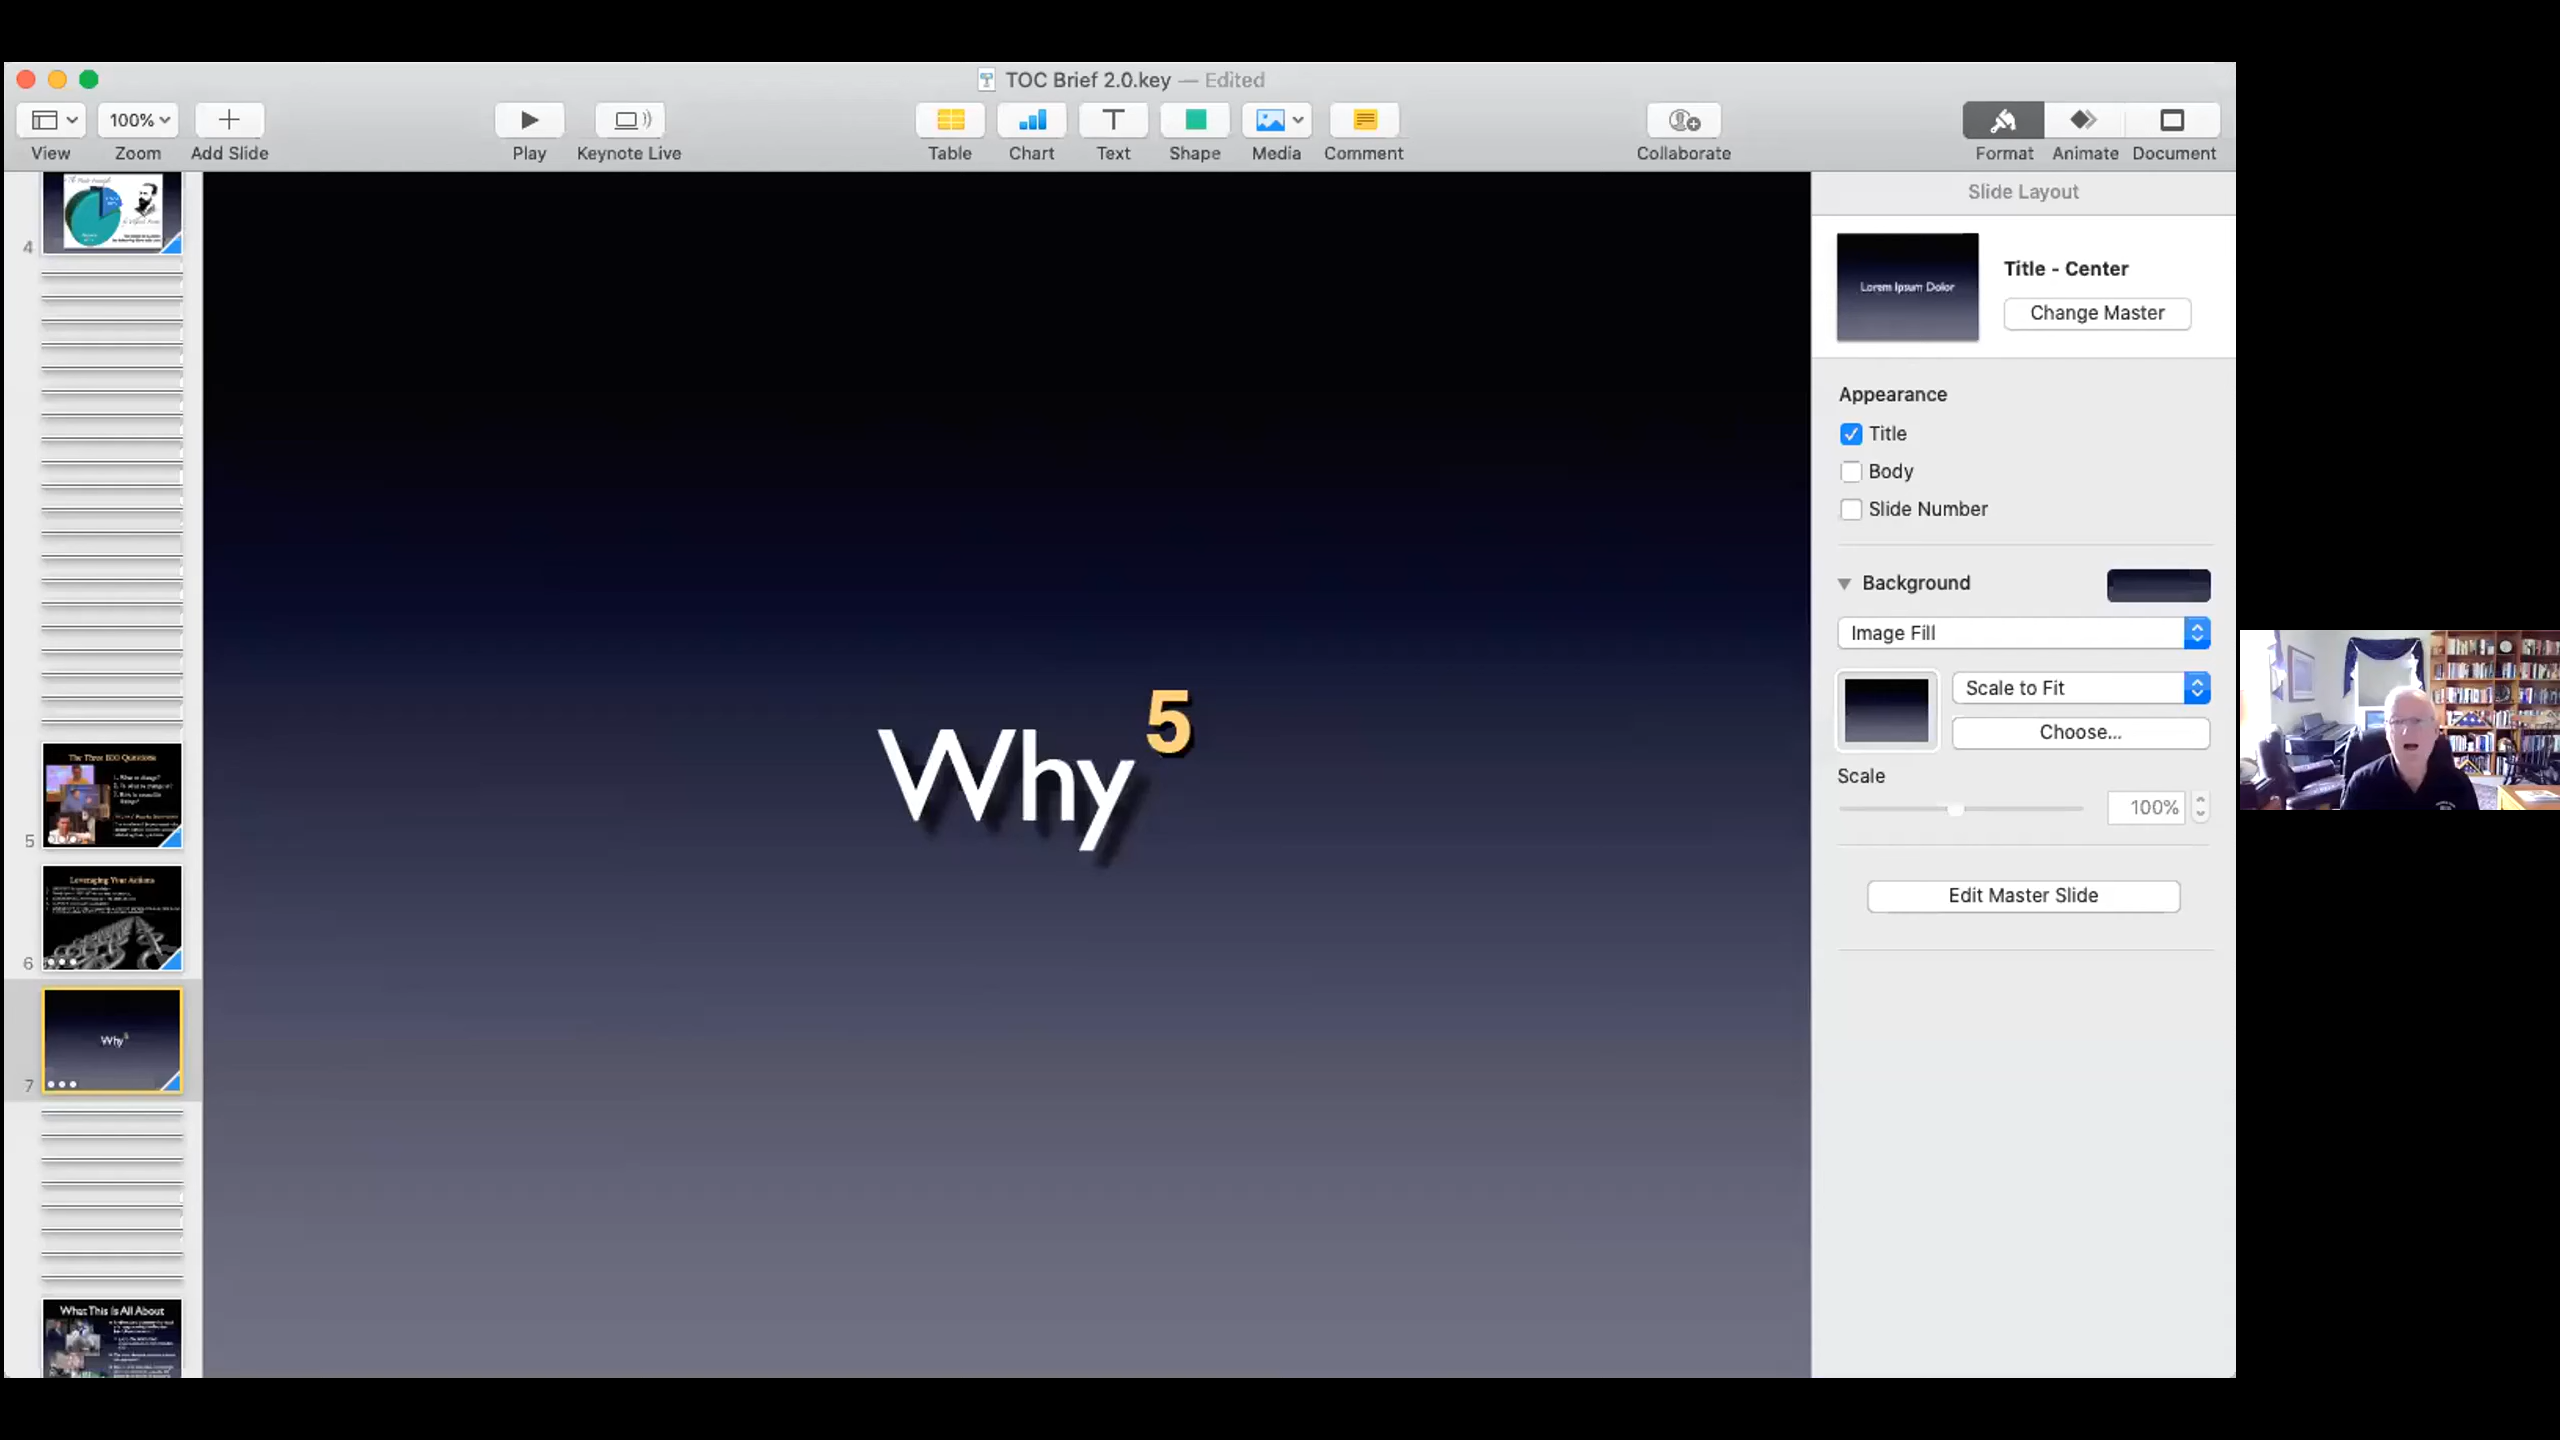 TOC Brief 2.0.key — Edited
100%
View Zoom Add Slide Play Keynote Live Table Chart Text Shape Media Comment Collaborate Format Animate Document
Slide Layout
Lorem Ipsum Dolor
Title - Center
Change Master
Appearance
Title
Body
Slide Number
Background
Image Fill
Scale to Fit
Choose...
Scale
100%
Edit Master Slide
Why 5
4
The Three ECO Questions
5
Leveraging Your Actions
6
Why 5
7
What This Is All About